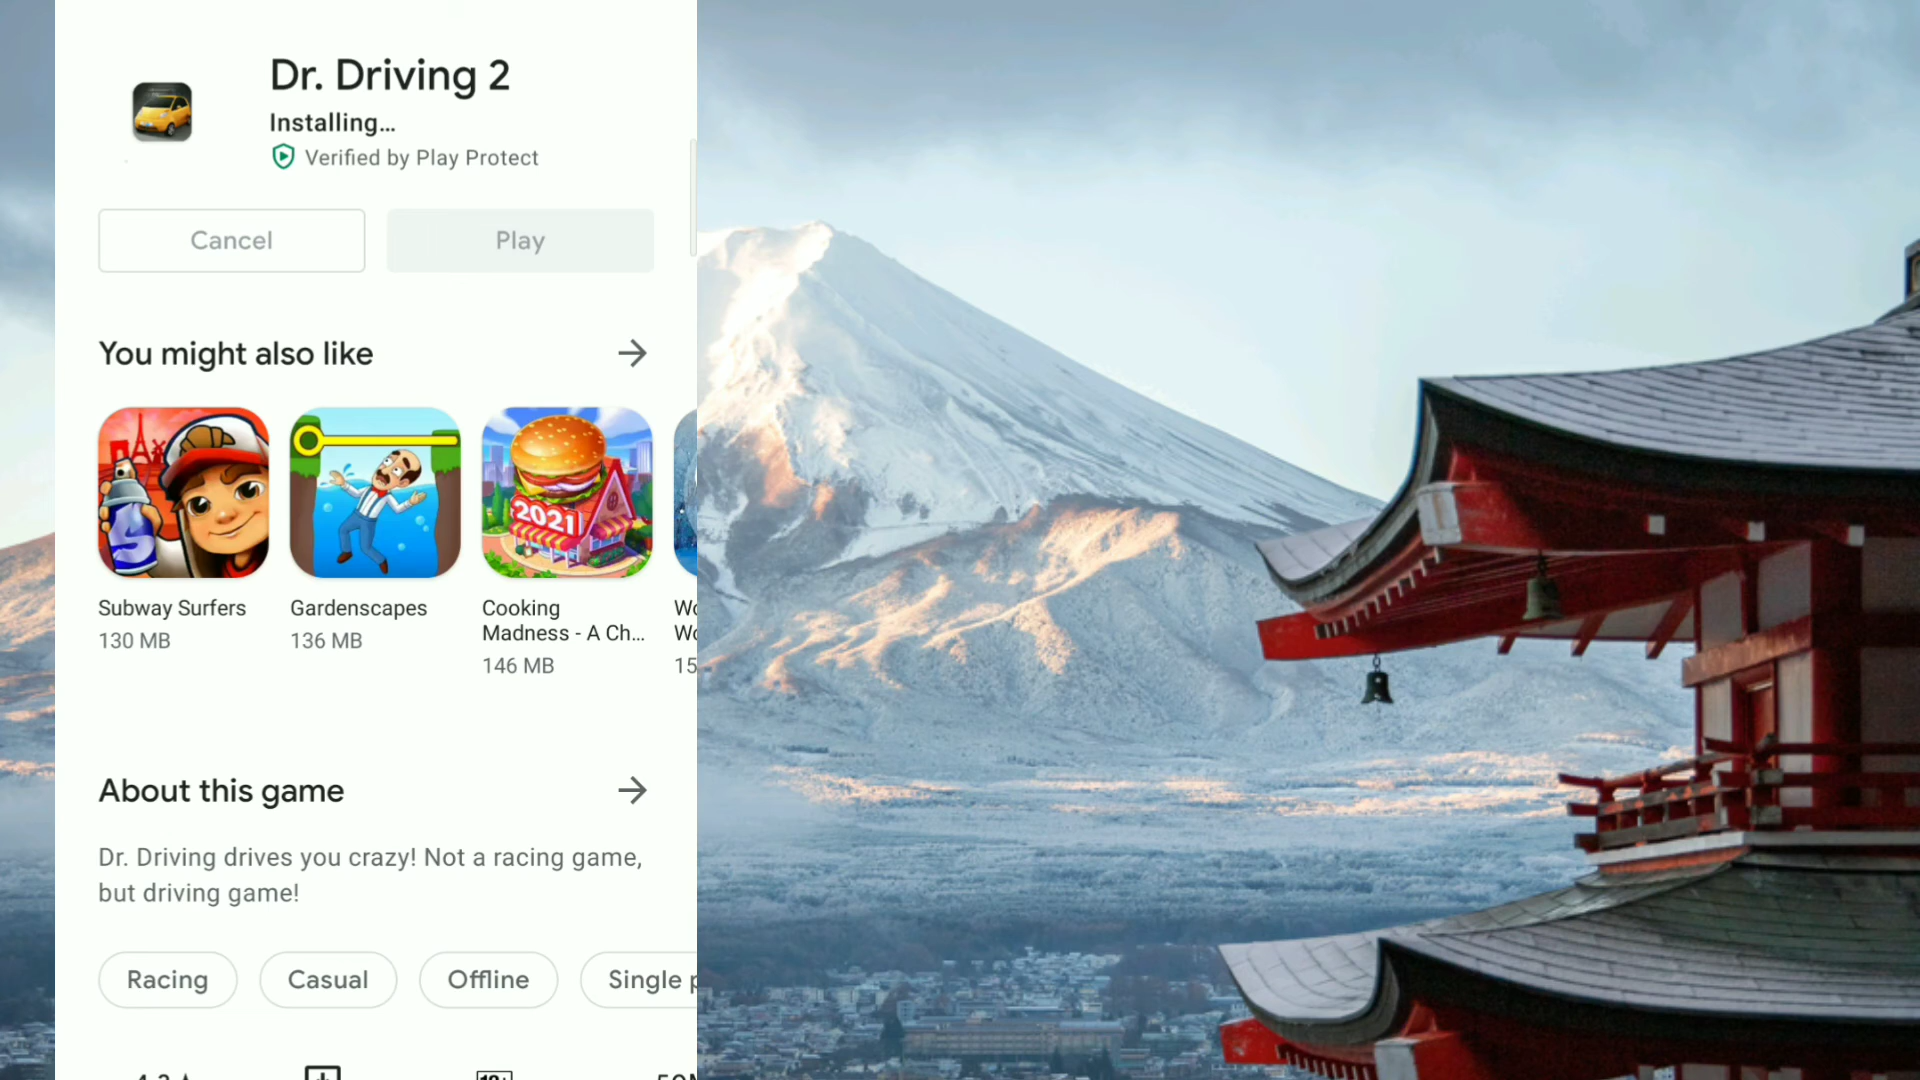 Dr. Driving 2
Installing...
Verified by Play Protect
Cancel
Play
You might also like
2021
Subway Surfers
130 MB
Gardenscapes
136 MB
Cooking
Madness - A Ch...
146 MB
About this game
Dr. Driving drives you crazy! Not a racing game,
but driving game!
Racing
Casual
Offline
Single